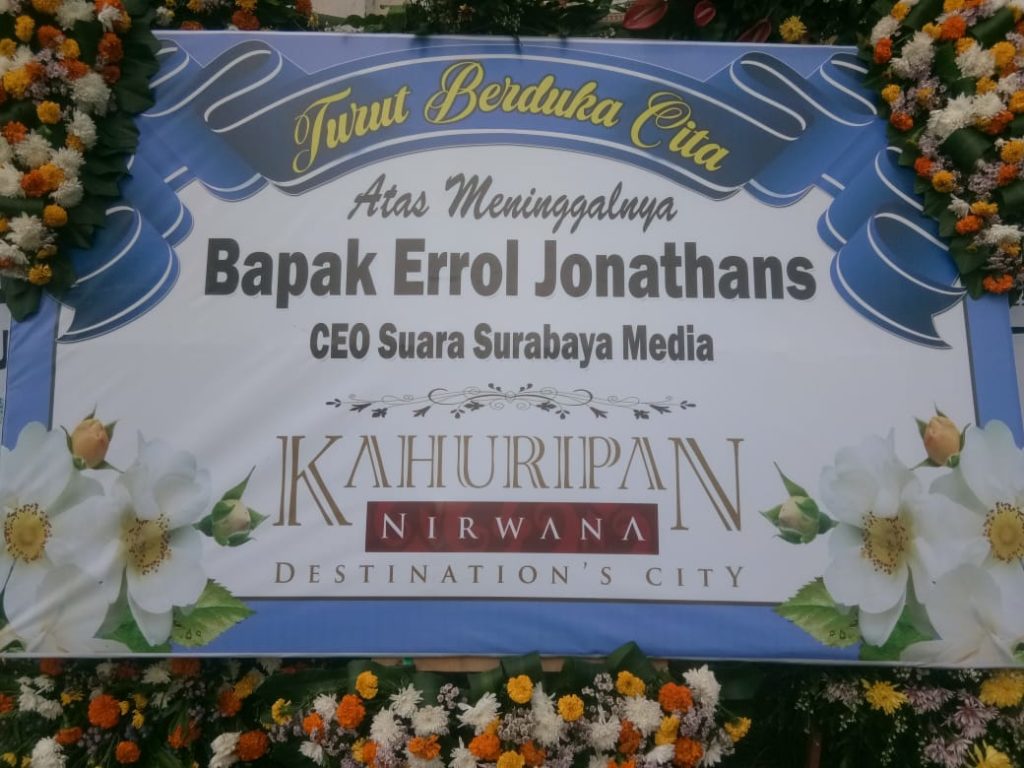 Turut Berduka Cita
Atas Meninggalnya
Bapak Errol Jonathans
CEO Suara Surabaya Media
KAHURIPAN
NIRWANA
DESTINATION'S CITY